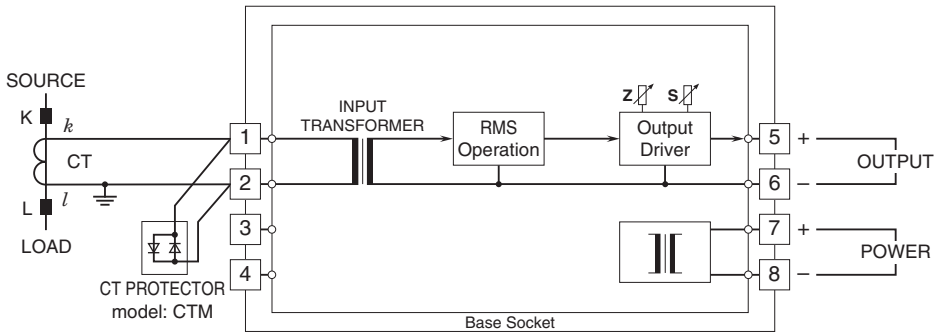 SOURCE
K
k
CT
L
l
LOAD
CT PROTECTOR
model: CTM
1
2
3
4
INPUT
TRANSFORMER
RMS
Operation
Z
S
Output
Driver
5
+
6
–
OUTPUT
7
+
8
–
POWER
Base Socket